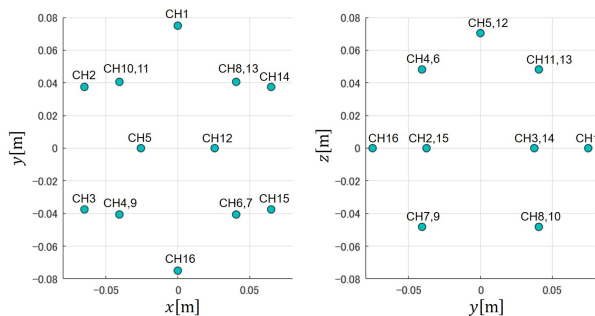 CH1
0.08
0.06
CH10,11
CH8,13
CH2
CH14
0.04
0.02
CH5
CH12
y[m]
0
−0.02
CH3
CH4,9
CH6,7
CH15
−0.04
−0.06
CH16
−0.08
−0.05
0
0.05
x[m]
0.08
CH5,12
0.06
CH4,6
CH11,13
0.04
0.02
CH16
CH2,15
CH3,14
CH1
z[m]
0
−0.02
CH7,9
CH8,10
−0.04
−0.06
−0.08
−0.05
0
0.05
y[m]